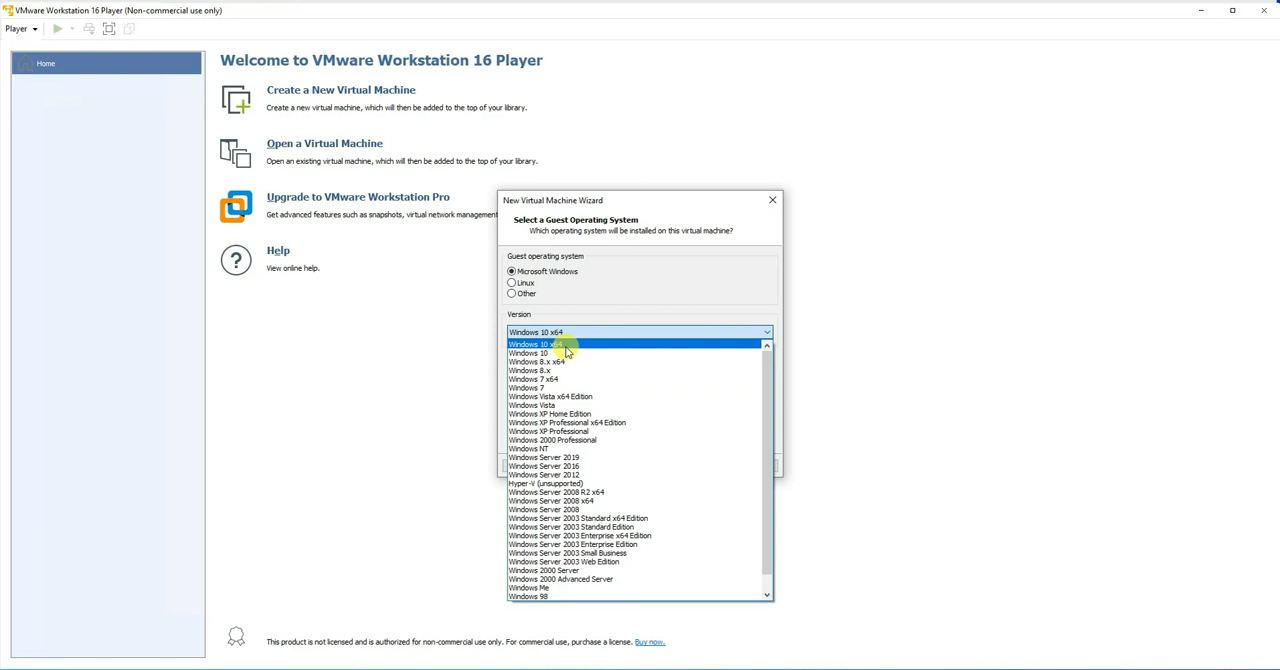 VMware Workstation 16 Player (Non-commercial use only)
Player
Home
Welcome to VMware Workstation 16 Player
Create a New Virtual Machine
Create a new virtual machine, which will then be added to the top of your library.
Open a Virtual Machine
Open an existing virtual machine, which will then be added to the top of your library.
Upgrade to VMware Workstation Pro
Get advanced features such as snapshots, virtual network management
Help
View online help.
New Virtual Machine Wizard
Select a Guest Operating System
Which operating system will be installed on this virtual machine?
Guest operating system
Microsoft Windows
Linux
Other
Version
Windows 10 x64
Windows 10 x64
Windows 10
Windows 8.x x64
Windows 8.x
Windows 7 x64
Windows 7
Windows Vista x64 Edition
Windows Vista
Windows XP Home Edition
Windows XP Professional x64 Edition
Windows XP Professional
Windows 2000 Professional
Windows NT
Windows Server 2019
Windows Server 2016
Windows Server 2012
Hyper-V (unsupported)
Windows Server 2008 R2 x64
Windows Server 2008 x64
Windows Server 2008
Windows Server 2003 Standard x64 Edition
Windows Server 2003 Standard Edition
Windows Server 2003 Enterprise x64 Edition
Windows Server 2003 Enterprise Edition
Windows Server 2003 Small Business
Windows Server 2003 Web Edition
Windows 2000 Server
Windows 2000 Advanced Server
Windows Me
Windows 98
This product is not licensed and is authorized for non-commercial use only. For commercial use, purchase a license. Buy now.